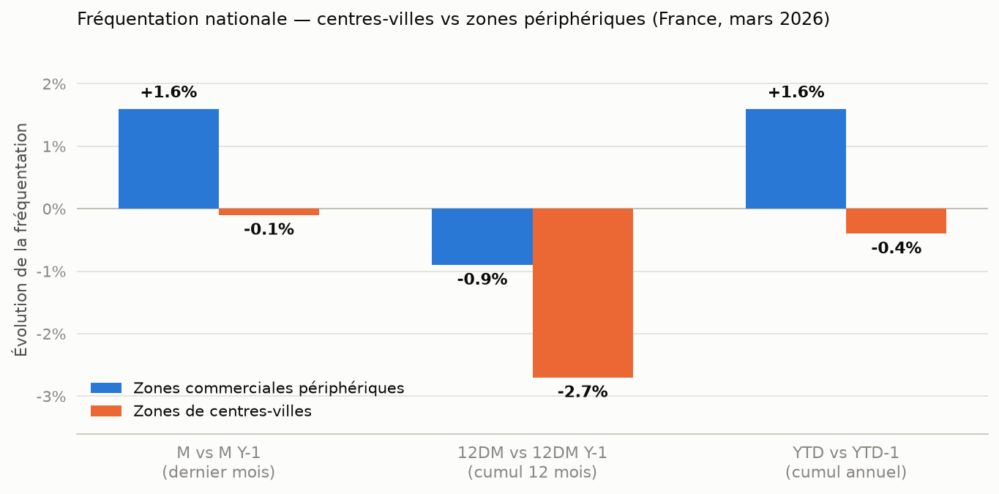 Fréquentation nationale — centres-villes vs zones périphériques (France, mars 2026)
Évolution de la fréquentation
2%
1%
0%
-1%
-2%
-3%
+1.6%
-0.1%
-0.9%
-2.7%
+1.6%
-0.4%
Zones commerciales périphériques
Zones de centres-villes
M vs M Y-1
(dernier mois)
12DM vs 12DM Y-1
(cumul 12 mois)
YTD vs YTD-1
(cumul annuel)